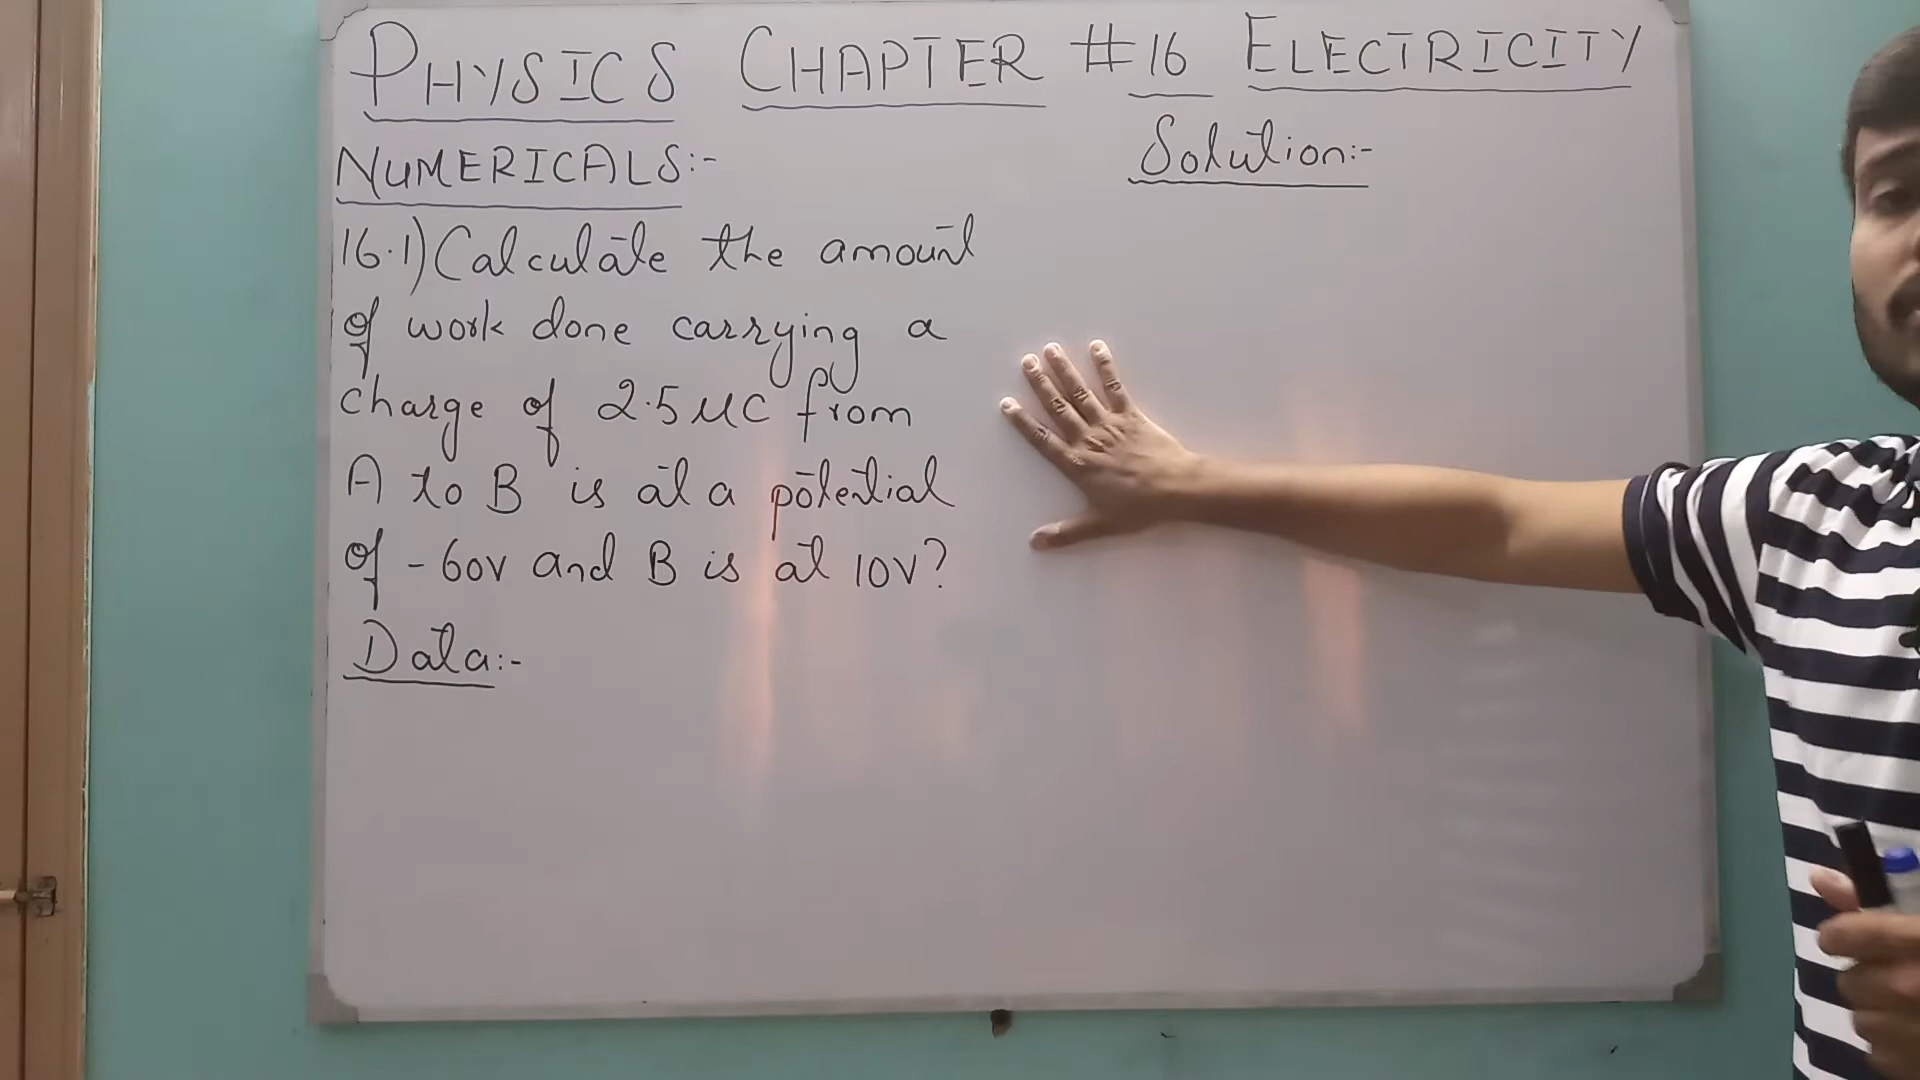 PHYSICS CHAPTER #16 ELECTRICITY
NUMERICALS:-
16.1) Calculate the amount
of work done carrying a
charge of 2.5 μC from
A to B is at a potential
of -60V and B is at 10V?
Data:-
Solution:-